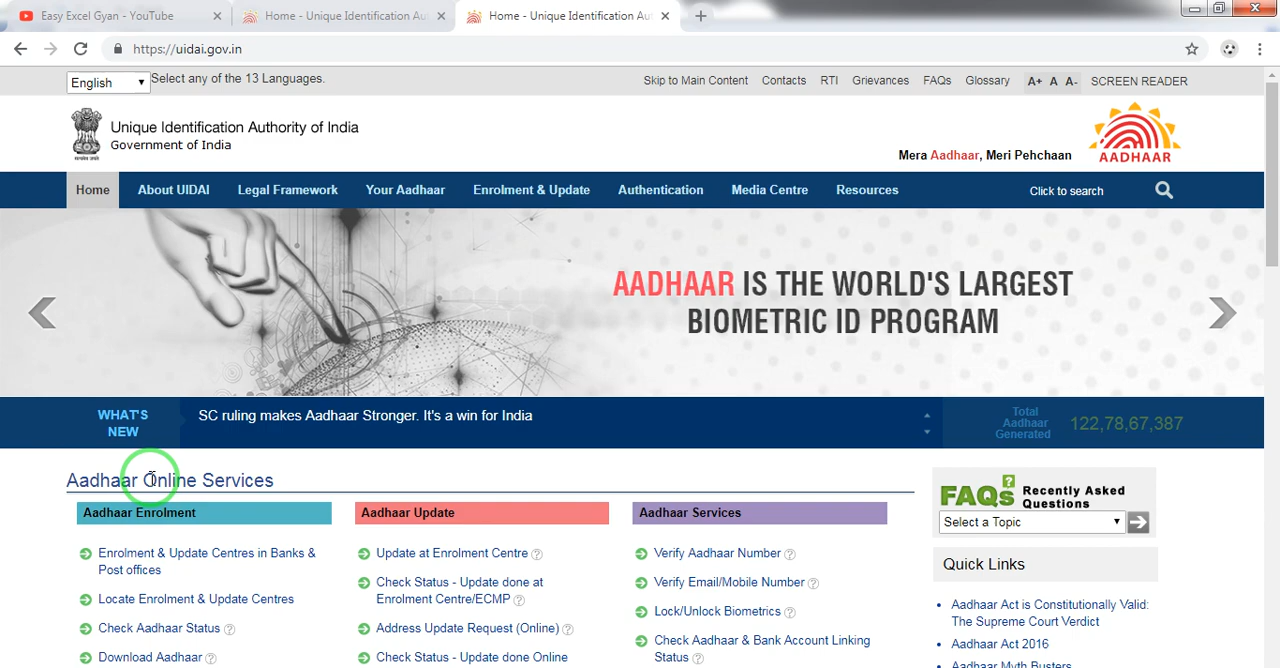 Easy Excel Gyan - YouTube
Home - Unique Identification Au
Home - Unique Identification Aut
https://uidai.gov.in
English
Select any of the 13 Languages.
Skip to Main Content
Contacts
RTI
Grievances
FAQs
Glossary
A+ A A-
SCREEN READER
Unique Identification Authority of India
Government of India
Mera Aadhaar, Meri Pehchaan
AADHAAR
Home
About UIDAI
Legal Framework
Your Aadhaar
Enrolment & Update
Authentication
Media Centre
Resources
Click to search
AADHAAR IS THE WORLD'S LARGEST
BIOMETRIC ID PROGRAM
WHAT'S
NEW
SC ruling makes Aadhaar Stronger. It's a win for India
Total
Aadhaar
Generated
122,78,67,387
Aadhaar Online Services
Aadhaar Enrolment
Enrolment & Update Centres in Banks &
Post offices
Locate Enrolment & Update Centres
Check Aadhaar Status ?
Download Aadhaar ?
Aadhaar Update
Update at Enrolment Centre ?
Check Status - Update done at
Enrolment Centre/ECMP ?
Address Update Request (Online) ?
Check Status - Update done Online
Aadhaar Services
Verify Aadhaar Number ?
Verify Email/Mobile Number ?
Lock/Unlock Biometrics ?
Check Aadhaar & Bank Account Linking
Status ?
FAQs ? Recently Asked
Questions
Select a Topic
Quick Links
Aadhaar Act is Constitutionally Valid:
The Supreme Court Verdict
Aadhaar Act 2016
Aadhaar Myth Busters